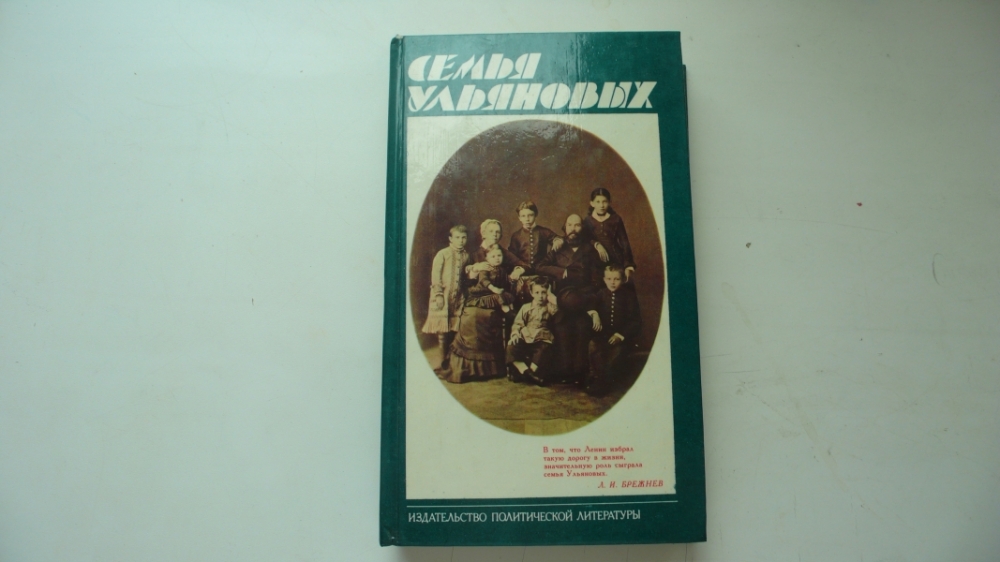 СЕМЬЯ
УЛЬЯНОВЫХ
В том, что Ленин избрал
такую дорогу в жизни,
значительную роль сыграла
семья Ульяновых.
Л. И. БРЕЖНЕВ
ИЗДАТЕЛЬСТВО ПОЛИТИЧЕСКОЙ ЛИТЕРАТУРЫ